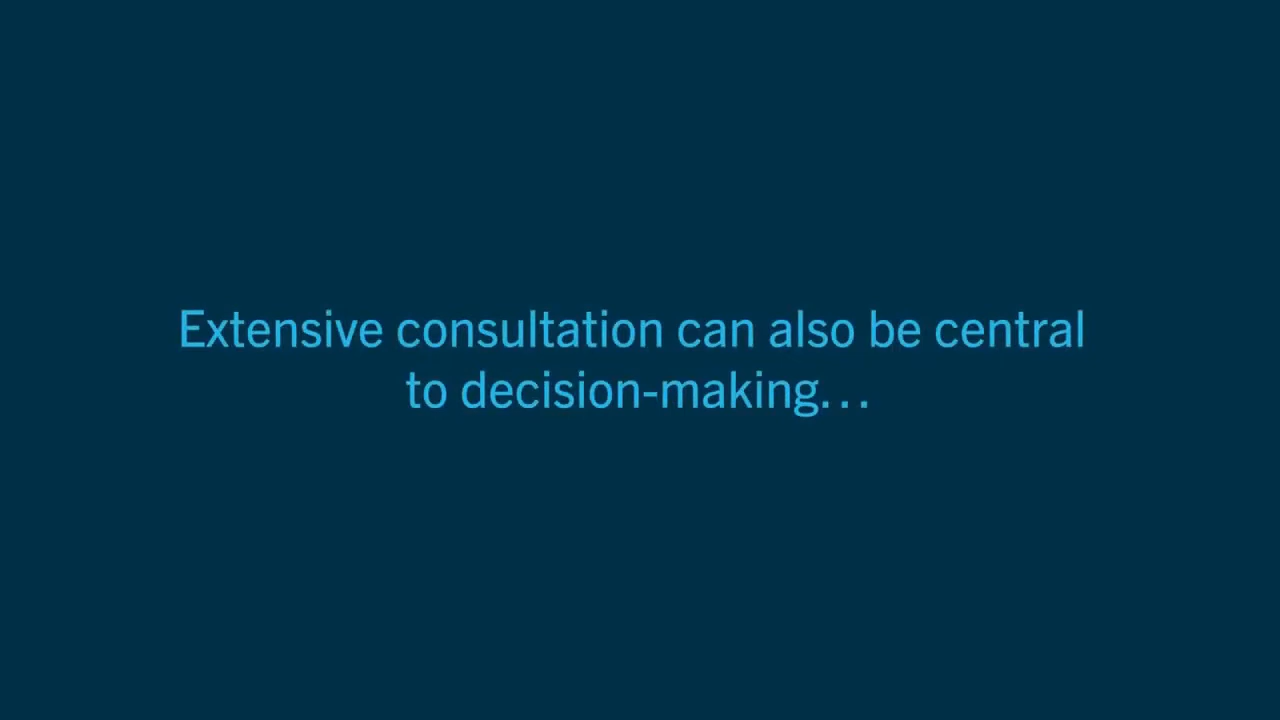 Extensive consultation can also be central
to decision-making…